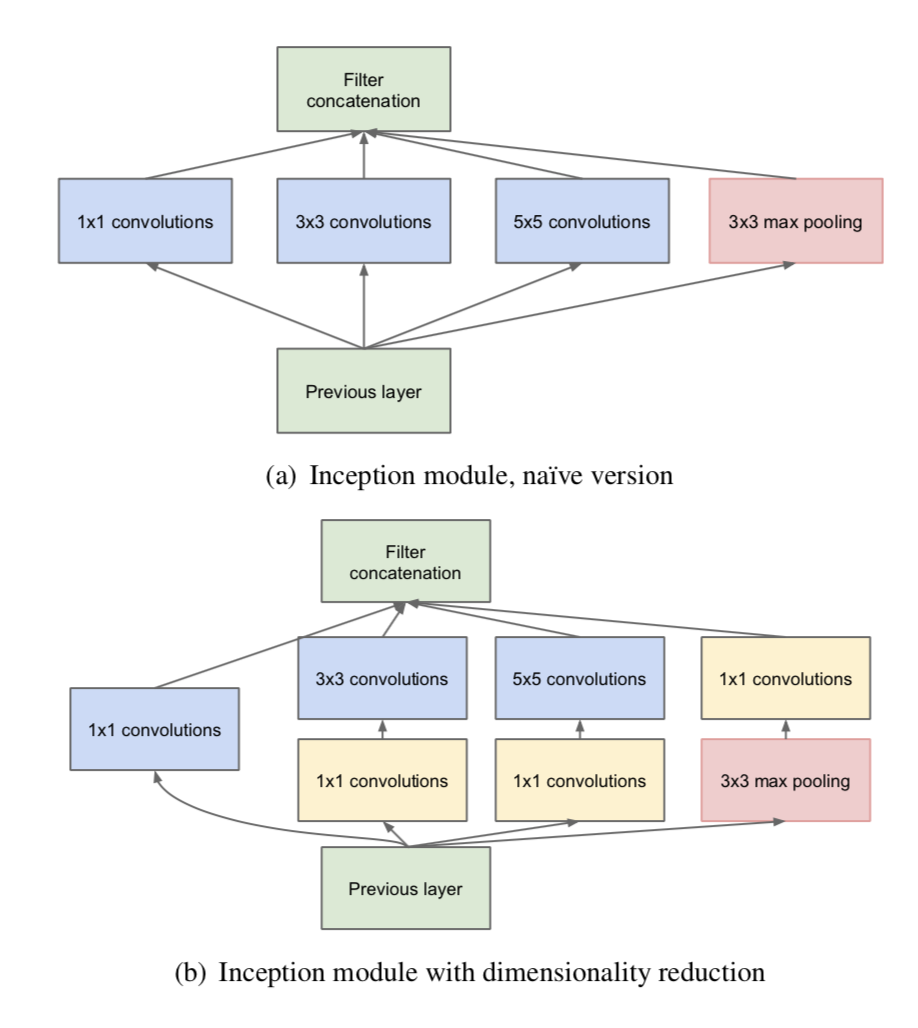 Filter
concatenation
1x1 convolutions
3x3 convolutions
5x5 convolutions
3x3 max pooling
Previous layer
(a) Inception module, naïve version
Filter
concatenation
3x3 convolutions
5x5 convolutions
1x1 convolutions
1x1 convolutions
1x1 convolutions
1x1 convolutions
3x3 max pooling
Previous layer
(b) Inception module with dimensionality reduction